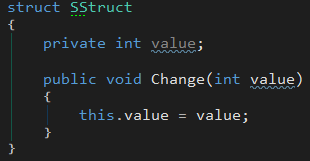 struct SStruct
{
    private int value;
    public void Change(int value)
    {
        this.value = value;
    }
}